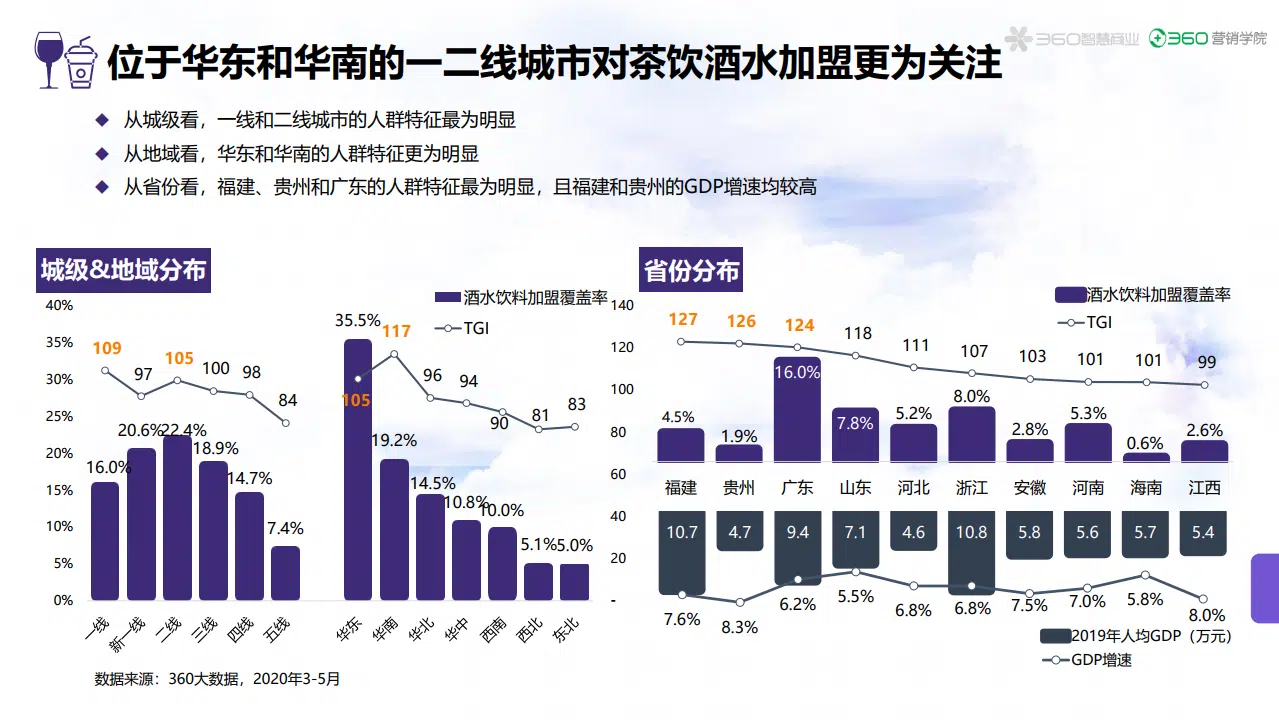 位于华东和华南的一二线城市对茶饮酒水加盟更为关注
360智慧商业
360 营销学院
从城级看，一线和二线城市的人群特征最为明显
从地域看，华东和华南的人群特征更为明显
从省份看，福建、贵州和广东的人群特征最为明显，且福建和贵州的GDP增速均较高
城级&地域分布
酒水饮料加盟覆盖率
TGI
40%
35%
30%
25%
20%
15%
10%
5%
0%
140
120
100
80
60
40
20
-
109
97
105
100
98
84
105
117
96
94
90
81
83
16.0%
20.6%
22.4%
18.9%
14.7%
7.4%
35.5%
19.2%
14.5%
10.8%
10.0%
5.1%
5.0%
一线
新一线
二线
三线
四线
五线
华东
华南
华北
华中
西南
西北
东北
省份分布
酒水饮料加盟覆盖率
TGI
127
126
124
118
111
107
103
101
101
99
4.5%
1.9%
16.0%
7.8%
5.2%
8.0%
2.8%
5.3%
0.6%
2.6%
福建
贵州
广东
山东
河北
浙江
安徽
河南
海南
江西
10.7
4.7
9.4
7.1
4.6
10.8
5.8
5.6
5.7
5.4
7.6%
8.3%
6.2%
5.5%
6.8%
6.8%
7.5%
7.0%
5.8%
8.0%
2019年人均GDP（万元）
GDP增速
数据来源：360大数据，2020年3-5月